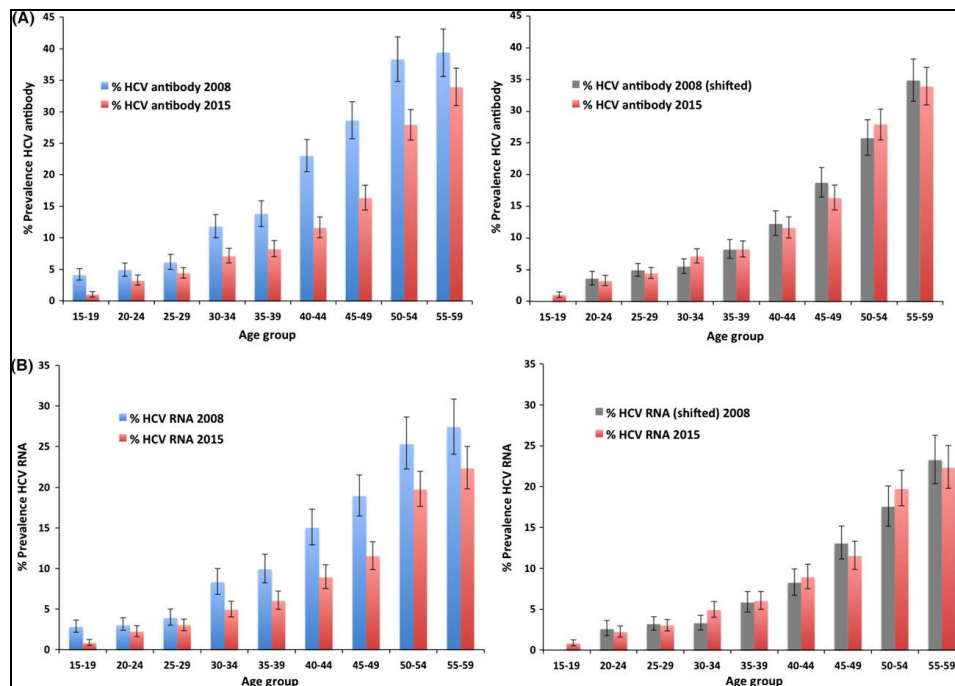 (A)
45
40
35
30
25
20
15
10
5
0
% Prevalence HCV antibody
% HCV antibody 2008
% HCV antibody 2015
15-19 20-24 25-29 30-34 35-39 40-44 45-49 50-54 55-59
Age group
45
40
35
30
25
20
15
10
5
0
% Prevalence HCV antibody
% HCV antibody 2008 (shifted)
% HCV antibody 2015
15-19 20-24 25-29 30-34 35-39 40-44 45-49 50-54 55-59
Age group
(B)
35
30
25
20
15
10
5
0
% Prevalence HCV RNA
% HCV RNA 2008
% HCV RNA 2015
15-19 20-24 25-29 30-34 35-39 40-44 45-49 50-54 55-59
Age group
35
30
25
20
15
10
5
0
% Prevalence HCV RNA
% HCV RNA (shifted) 2008
% HCV RNA 2015
15-19 20-24 25-29 30-34 35-39 40-44 45-49 50-54 55-59
Age group